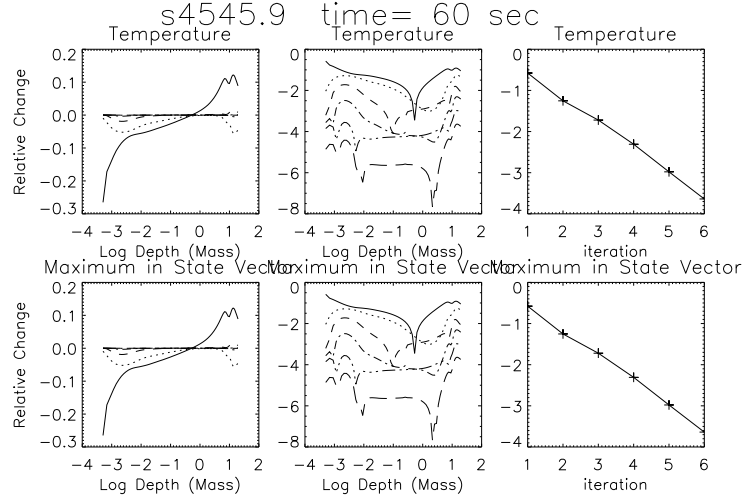 s4545.9 time= 60 sec
Temperature Temperature Temperature
Relative Change
0.2 0.1 0.0 −0.1 −0.2 −0.3
−4 −3 −2 −1 0 1 2
Log Depth (Mass)
0 −2 −4 −6 −8
−4 −3 −2 −1 0 1 2
Log Depth (Mass)
0 −1 −2 −3 −4
1 2 3 4 5 6
iteration
Maximum in State Vector Maximum in State Vector Maximum in State Vector
Relative Change
0.2 0.1 0.0 −0.1 −0.2 −0.3
−4 −3 −2 −1 0 1 2
Log Depth (Mass)
0 −2 −4 −6 −8
−4 −3 −2 −1 0 1 2
Log Depth (Mass)
0 −1 −2 −3 −4
1 2 3 4 5 6
iteration